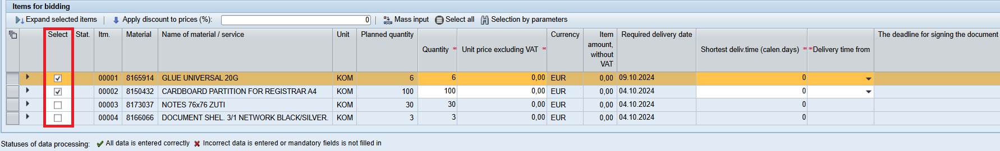 Items for bidding
Expand selected items Apply discount to prices (%): 0 Mass input Select all Selection by parameters
Select Stat. Itm. Material Name of material / service Unit Planned quantity Quantity * Unit price excluding VAT * Currency Item amount, without VAT Required delivery date Shortest deliv.time (calen.days) * *Delivery time from The deadline for signing the document
00001 8165914 GLUE UNIVERSAL 20G KOM 6 6 0,00 EUR 0,00 09.10.2024 0
00002 8150432 CARDBOARD PARTITION FOR REGISTRAR A4 KOM 100 100 0,00 EUR 0,00 04.10.2024 0
00003 8173037 NOTES 76x76 ZUTI KOM 30 30 0,00 EUR 0,00 04.10.2024 0
00004 8166066 DOCUMENT SHEL. 3/1 NETWORK BLACK/SILVER. KOM 3 3 0,00 EUR 0,00 04.10.2024 0
Statuses of data processing: All data is entered correctly Incorrect data is entered or mandatory fields is not filled in